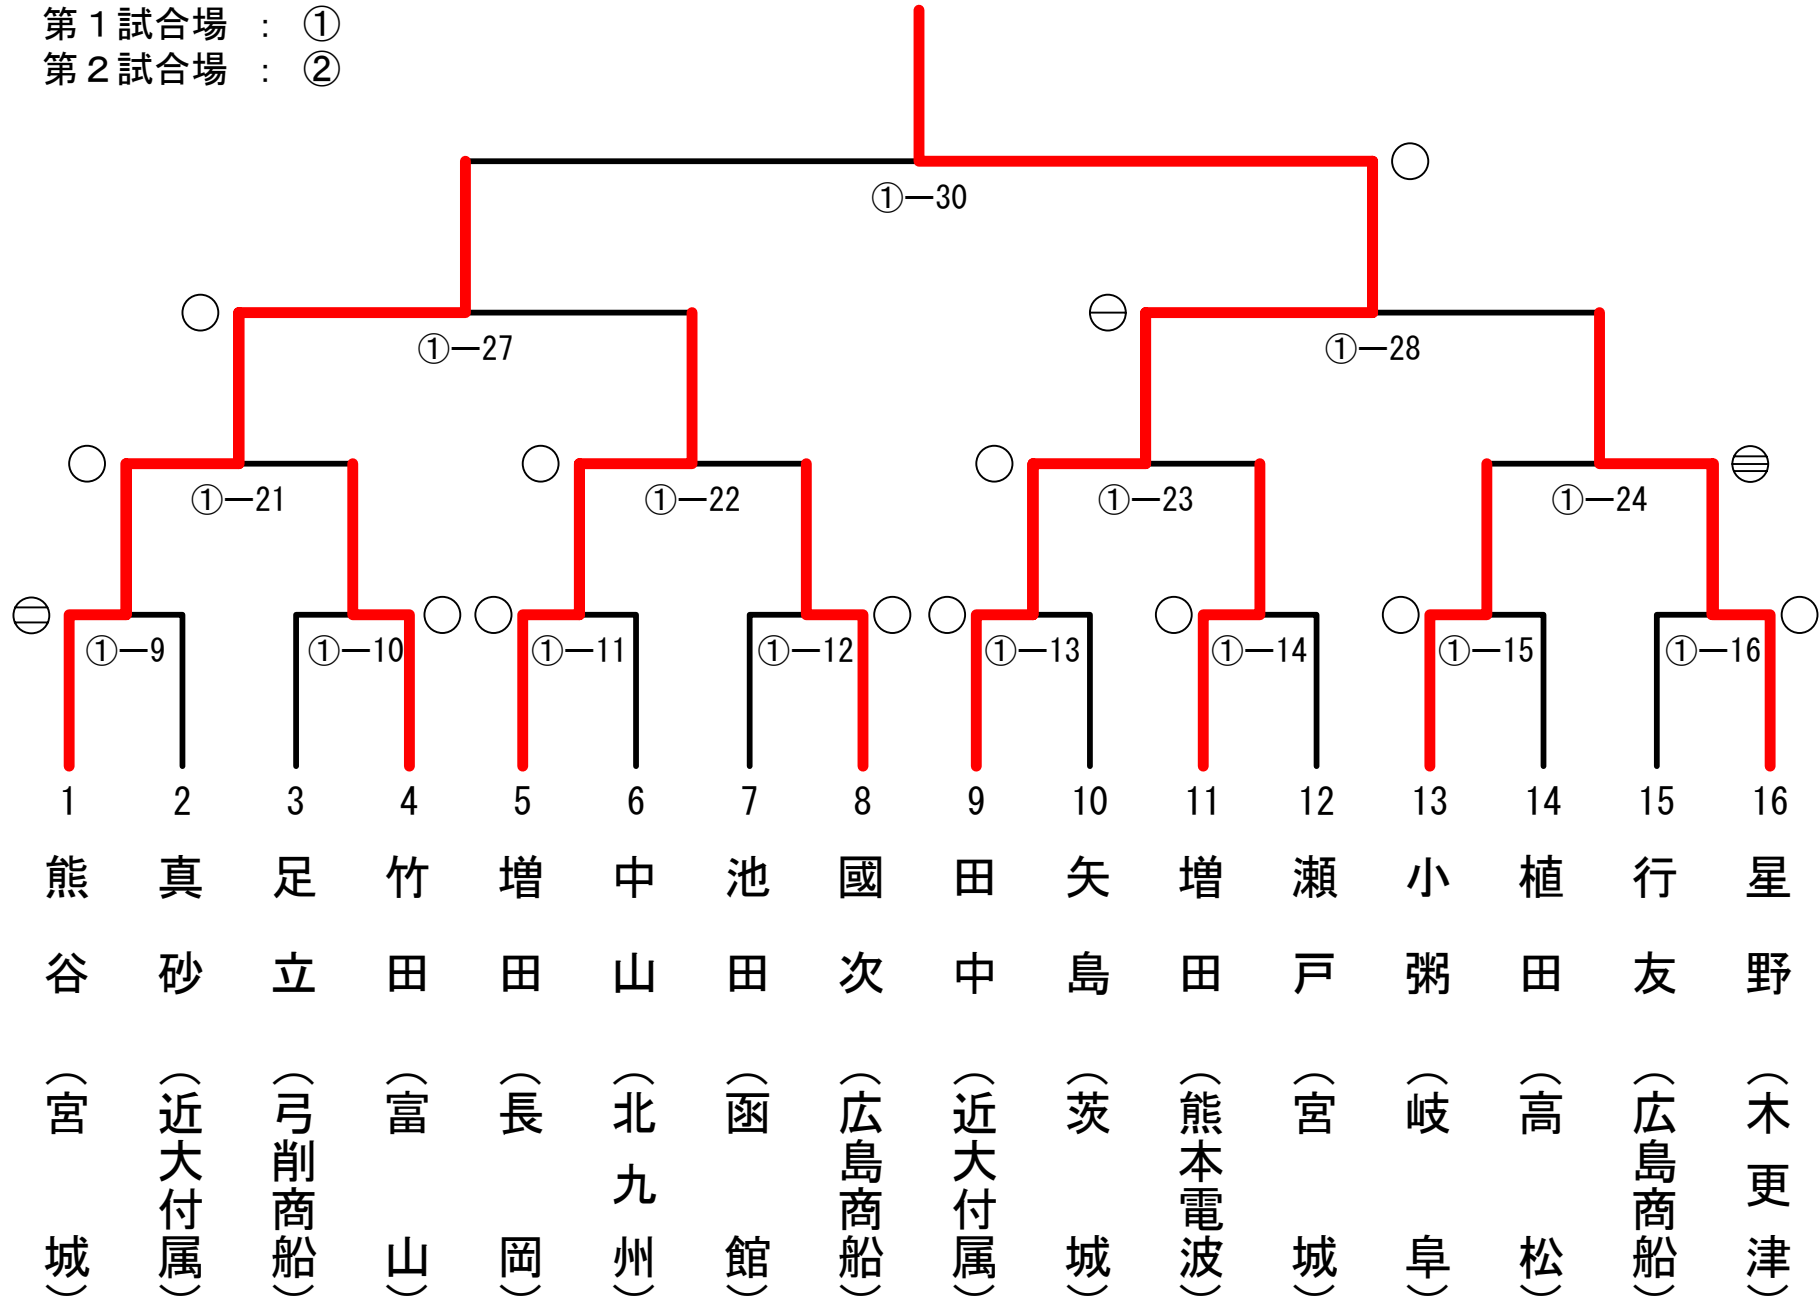 第１試合場 ： ①
第２試合場 ： ②
①―30
①―27
①―28
①―21
①―22
①―23
①―24
①―9
①―10
①―11
①―12
①―13
①―14
①―15
①―16
1
2
3
4
5
6
7
8
9
10
11
12
13
14
15
16
熊谷（宮城）
真砂（近大付属）
足立（弓削商船）
竹田（富山）
増田（長岡）
中山（北九州）
池田（函館）
國次（広島商船）
田中（近大付属）
矢島（茨城）
増田（熊本電波）
瀬戸（宮城）
小粥（岐阜）
植田（高松）
行友（広島商船）
星野（木更津）